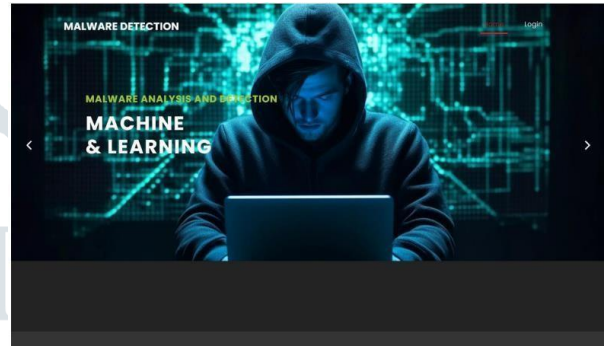 MALWARE DETECTION
Login
MALWARE ANALYSIS AND DETECTION
MACHINE
& LEARNING